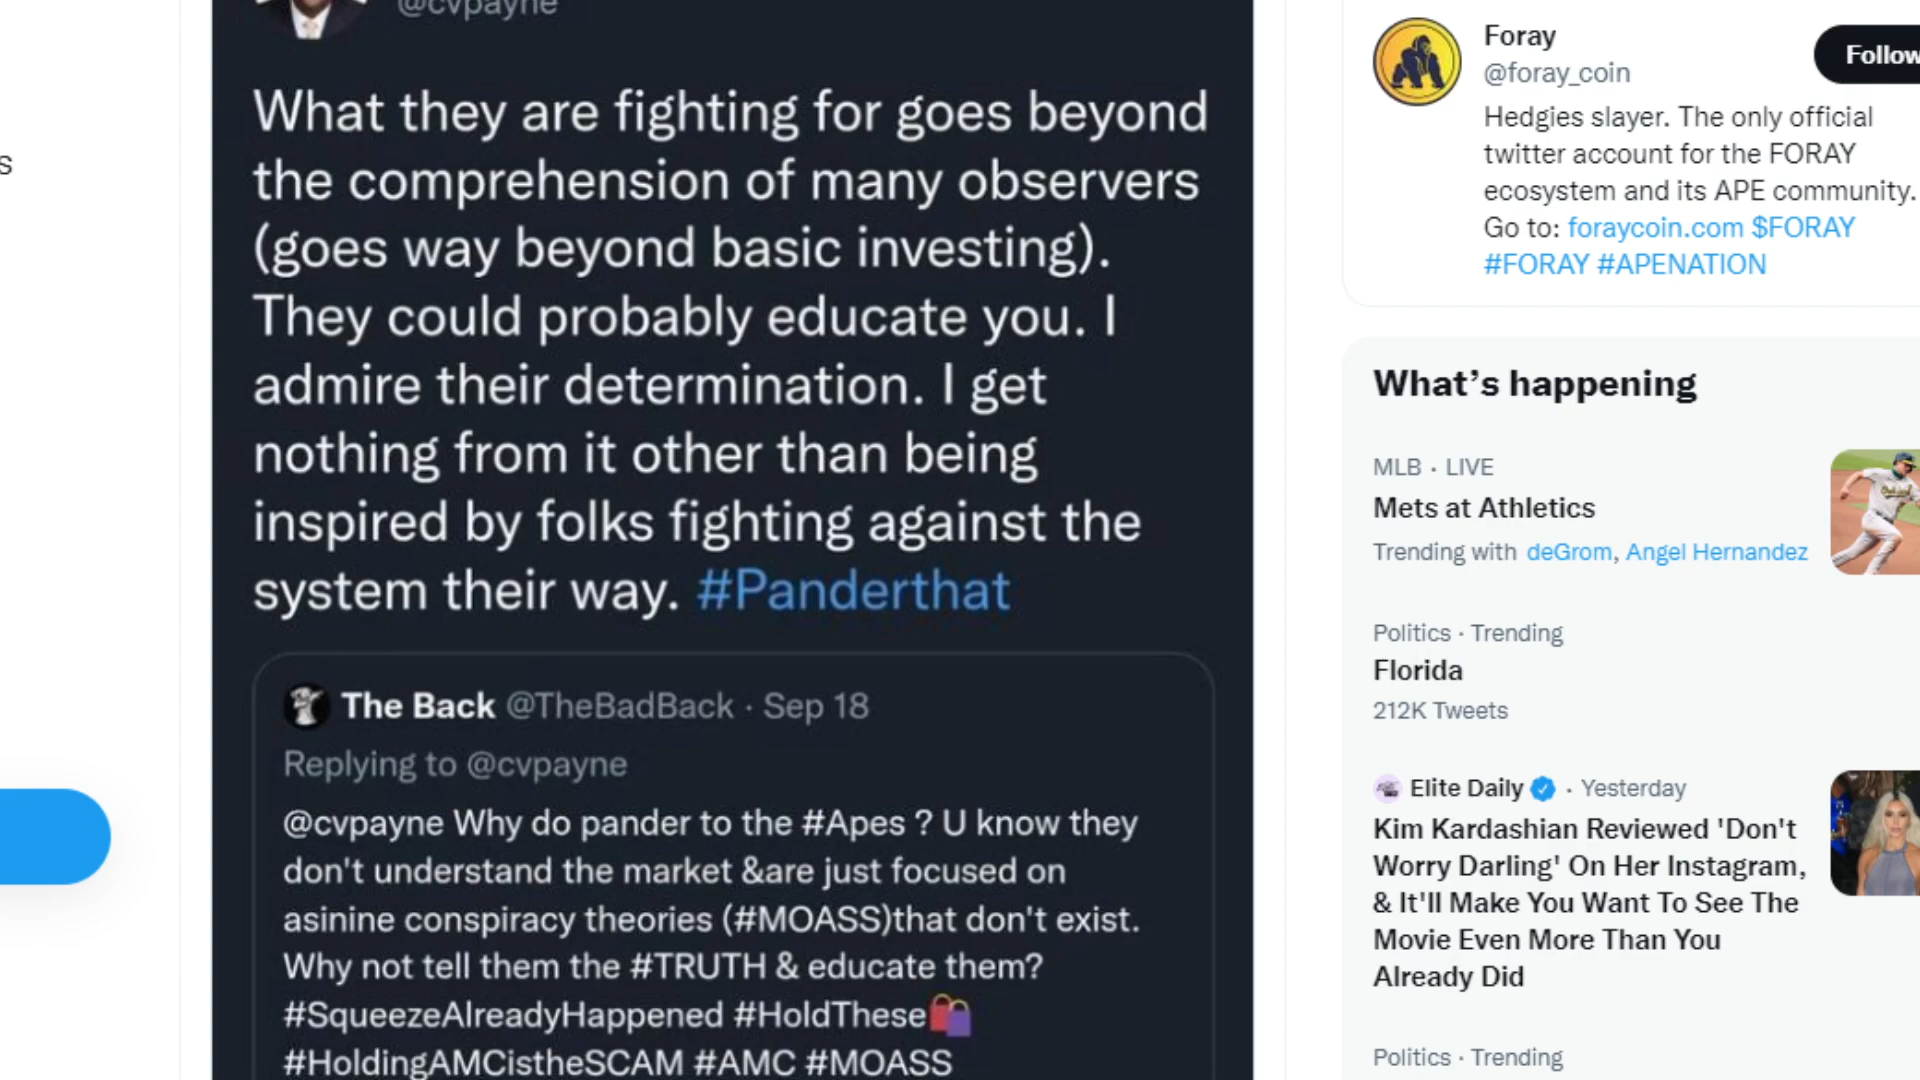 @cvpayne
What they are fighting for goes beyond
the comprehension of many observers
(goes way beyond basic investing).
They could probably educate you. I
admire their determination. I get
nothing from it other than being
inspired by folks fighting against the
system their way. #Panderthat
The Back @TheBadBack · Sep 18
Replying to @cvpayne
@cvpayne Why do pander to the #Apes ? U know they
don't understand the market &are just focused on
asinine conspiracy theories (#MOASS)that don't exist.
Why not tell them the #TRUTH & educate them?
#SqueezeAlreadyHappened #HoldThese🛍
#HoldingAMCistheSCAM #AMC #MOASS
s
Foray
@foray_coin
Follow
Hedgies slayer. The only official
twitter account for the FORAY
ecosystem and its APE community.
Go to: foraycoin.com $FORAY
#FORAY #APENATION
What's happening
MLB · LIVE
Mets at Athletics
Trending with deGrom, Angel Hernandez
Politics · Trending
Florida
212K Tweets
Elite Daily · Yesterday
Kim Kardashian Reviewed 'Don't
Worry Darling' On Her Instagram,
& It'll Make You Want To See The
Movie Even More Than You
Already Did
Politics · Trending